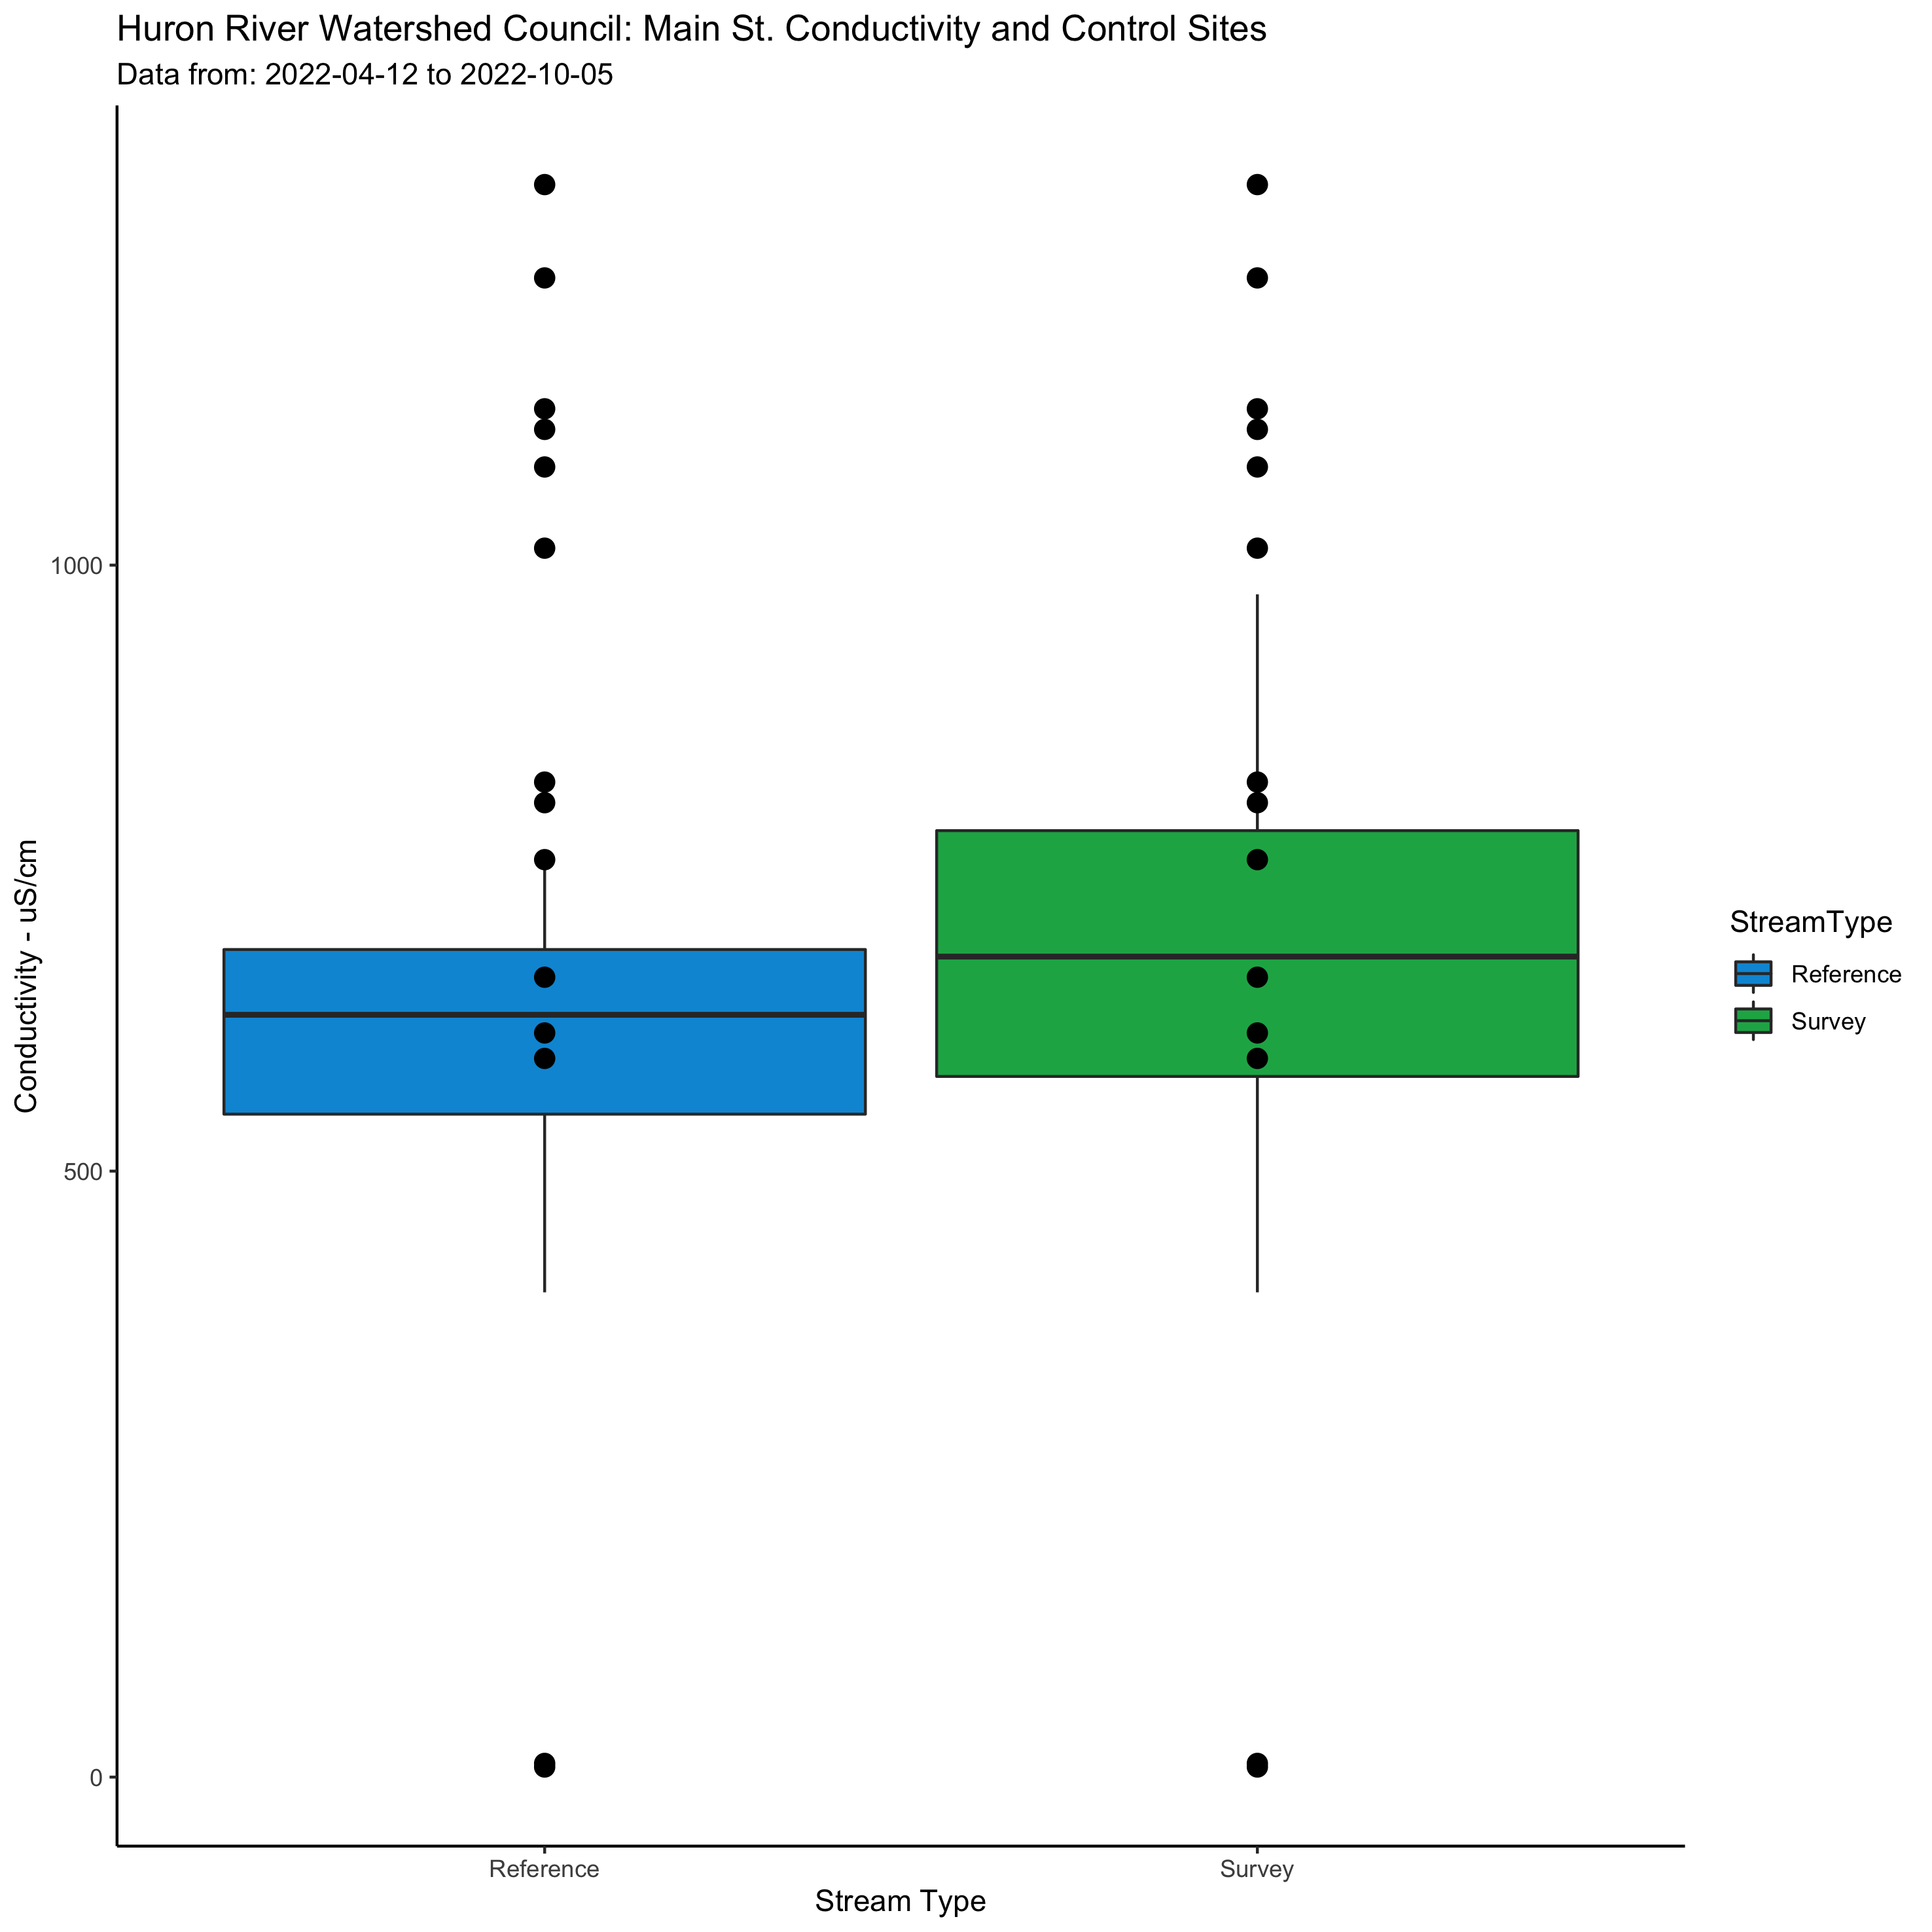 Huron River Watershed Council: Main St. Conductivity and Control Sites
Data from: 2022-04-12 to 2022-10-05
Conductivity - uS/cm
1000
500
0
Reference
Survey
Stream Type
StreamType
Reference
Survey